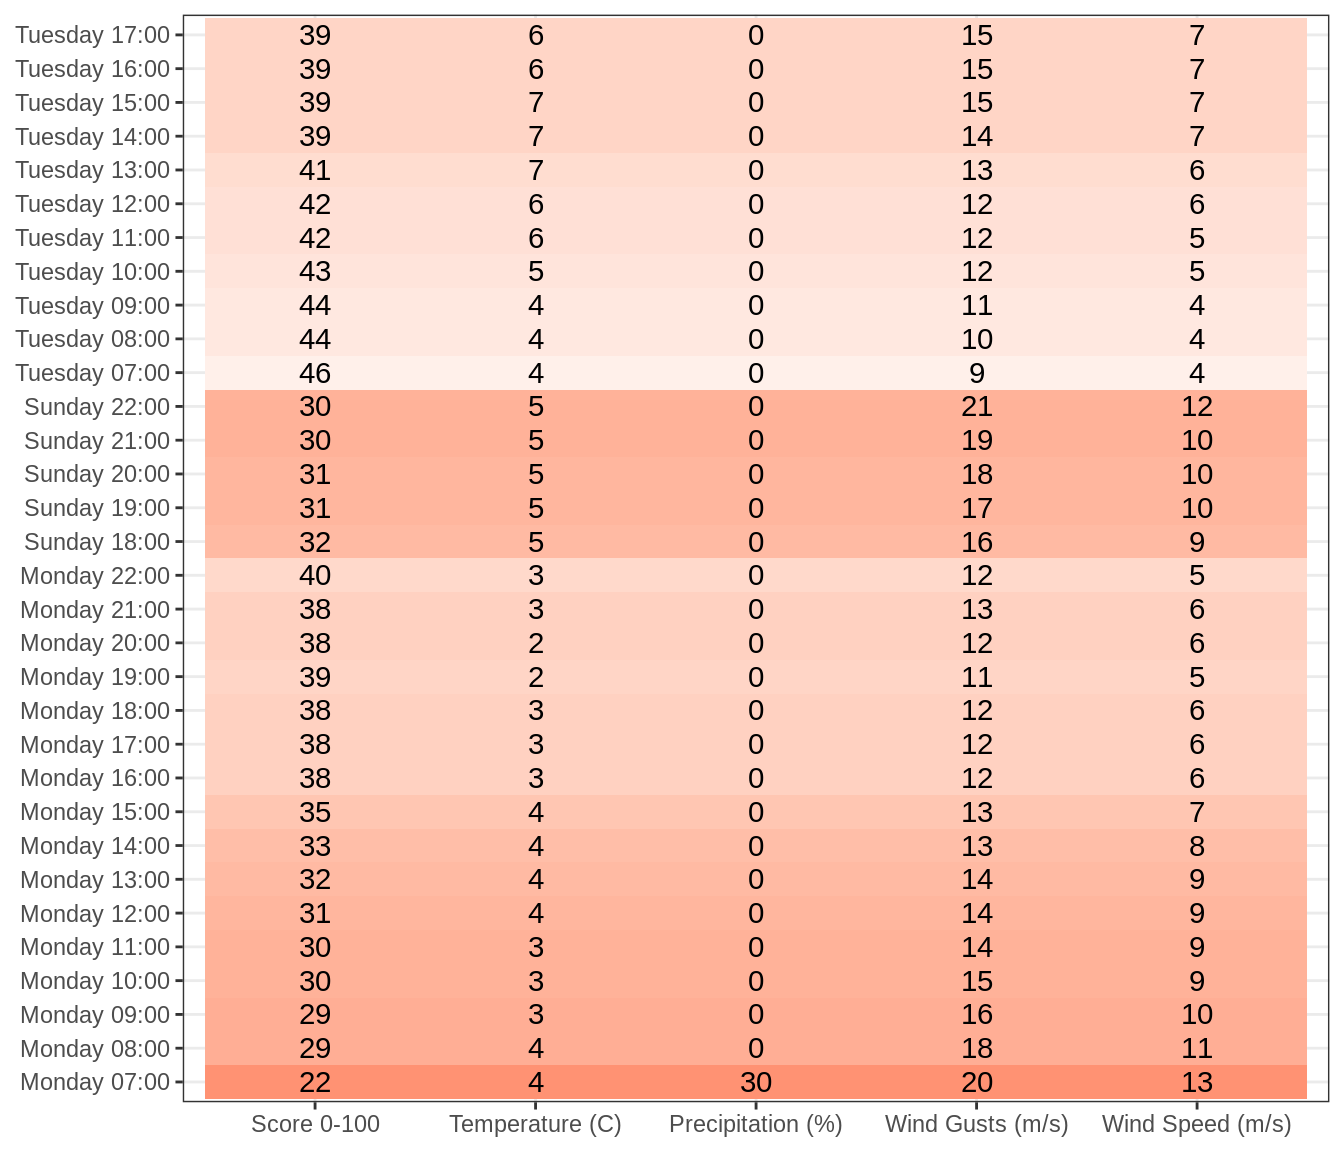 Tuesday 17:00 39 6 0 15 7
Tuesday 16:00 39 6 0 15 7
Tuesday 15:00 39 7 0 15 7
Tuesday 14:00 39 7 0 14 7
Tuesday 13:00 41 7 0 13 6
Tuesday 12:00 42 6 0 12 6
Tuesday 11:00 42 6 0 12 5
Tuesday 10:00 43 5 0 12 5
Tuesday 09:00 44 4 0 11 4
Tuesday 08:00 44 4 0 10 4
Tuesday 07:00 46 4 0 9 4
Sunday 22:00 30 5 0 21 12
Sunday 21:00 30 5 0 19 10
Sunday 20:00 31 5 0 18 10
Sunday 19:00 31 5 0 17 10
Sunday 18:00 32 5 0 16 9
Monday 22:00 40 3 0 12 5
Monday 21:00 38 3 0 13 6
Monday 20:00 38 2 0 12 6
Monday 19:00 39 2 0 11 5
Monday 18:00 38 3 0 12 6
Monday 17:00 38 3 0 12 6
Monday 16:00 38 3 0 12 6
Monday 15:00 35 4 0 13 7
Monday 14:00 33 4 0 13 8
Monday 13:00 32 4 0 14 9
Monday 12:00 31 4 0 14 9
Monday 11:00 30 3 0 14 9
Monday 10:00 30 3 0 15 9
Monday 09:00 29 3 0 16 10
Monday 08:00 29 4 0 18 11
Monday 07:00 22 4 30 20 13
Score 0-100 Temperature (C) Precipitation (%) Wind Gusts (m/s) Wind Speed (m/s)